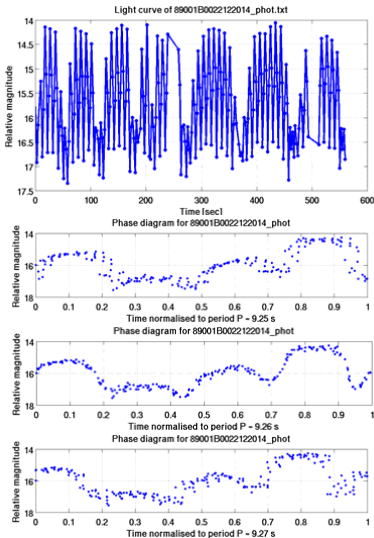 Light curve of 89001B0022122014_phot.txt
Relative magnitude
14
14.5
15
15.5
16
16.5
17
17.5
0 100 200 300 400 500 600
Time [sec]
Phase diagram for 89001B0022122014_phot
Relative magnitude
14
16
18
0 0.1 0.2 0.3 0.4 0.5 0.6 0.7 0.8 0.9 1
Time normalised to period P - 9.25 s
Phase diagram for 89001B0022122014_phot
Relative magnitude
14
16
18
0 0.1 0.2 0.3 0.4 0.5 0.6 0.7 0.8 0.9 1
Time normalised to period P - 9.26 s
Phase diagram for 89001B0022122014_phot
Relative magnitude
14
16
18
0 0.1 0.2 0.3 0.4 0.5 0.6 0.7 0.8 0.9 1
Time normalised to period P - 9.27 s